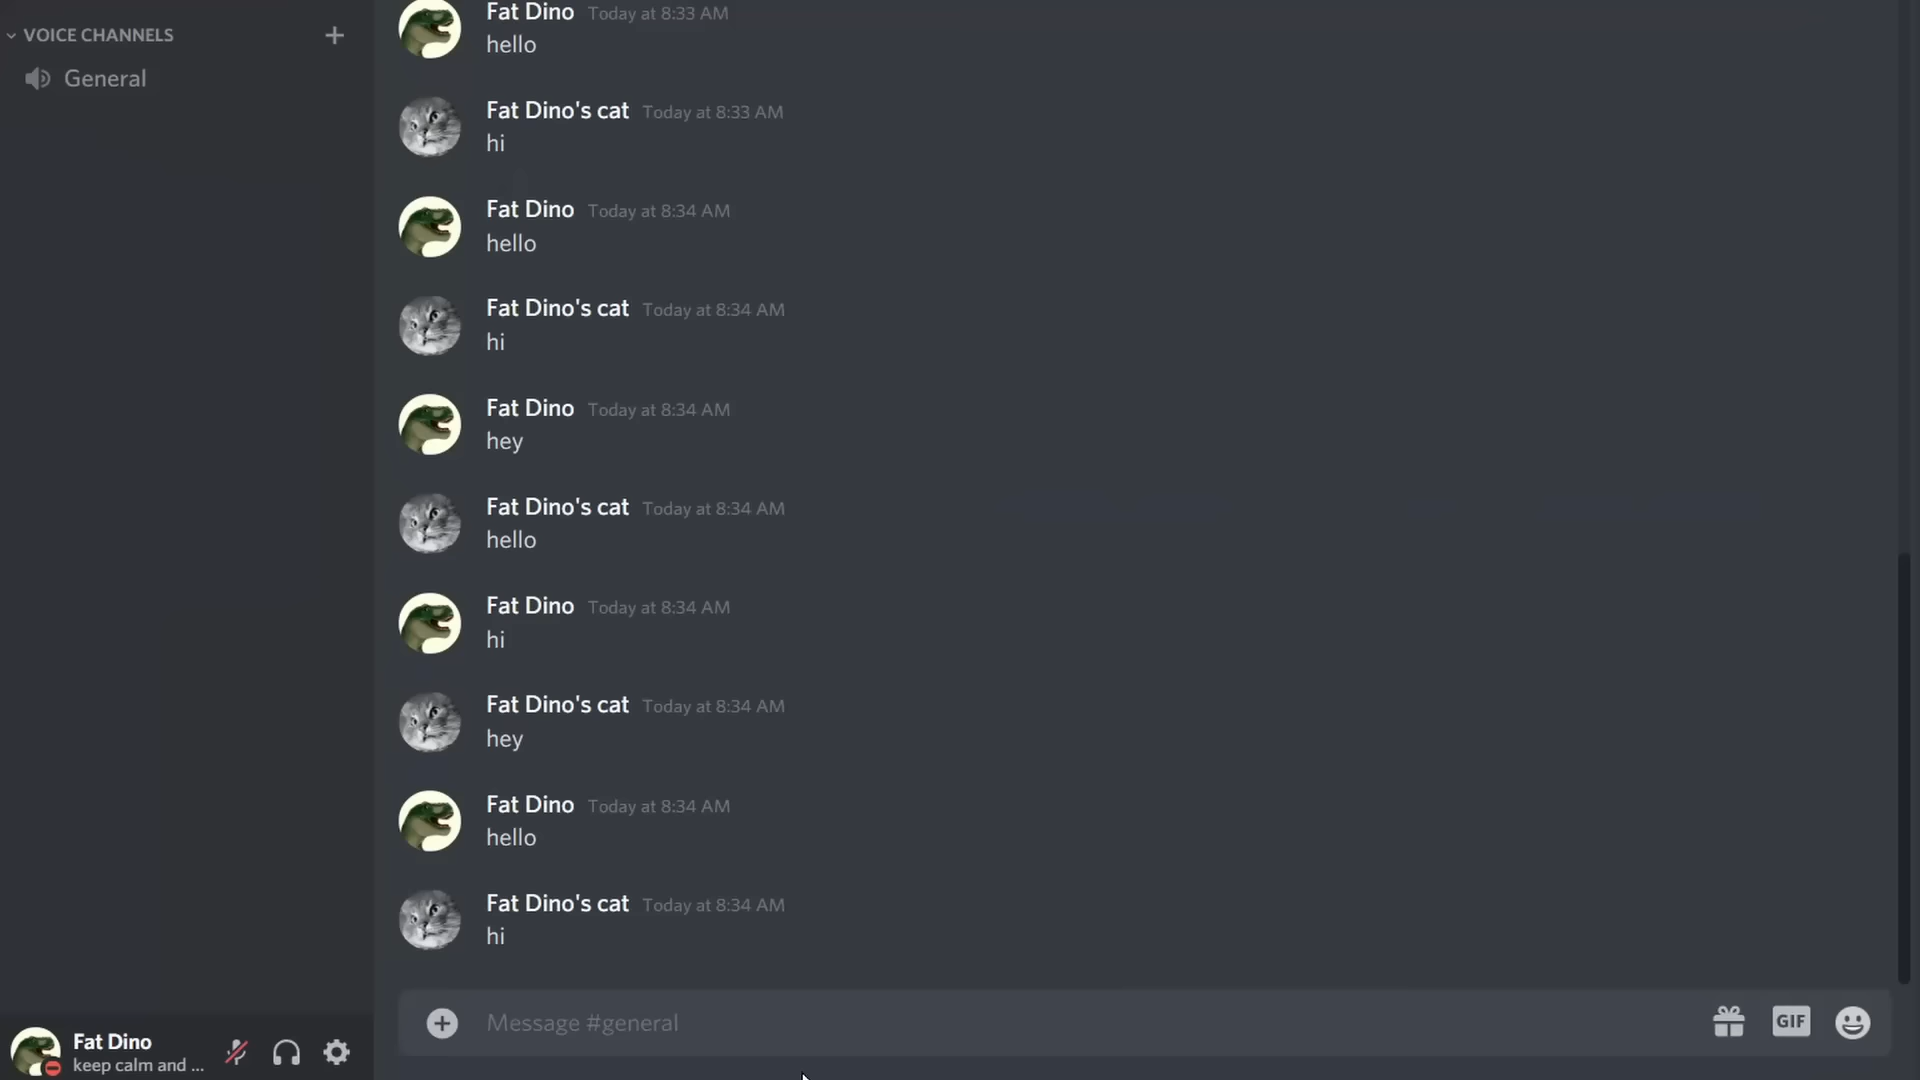 VOICE CHANNELS
General
Fat Dino Today at 8:33 AM
hello
Fat Dino's cat Today at 8:33 AM
hi
Fat Dino Today at 8:34 AM
hello
Fat Dino's cat Today at 8:34 AM
hi
Fat Dino Today at 8:34 AM
hey
Fat Dino's cat Today at 8:34 AM
hello
Fat Dino Today at 8:34 AM
hi
Fat Dino's cat Today at 8:34 AM
hey
Fat Dino Today at 8:34 AM
hello
Fat Dino's cat Today at 8:34 AM
hi
Message #general
GIF
Fat Dino
keep calm and ...